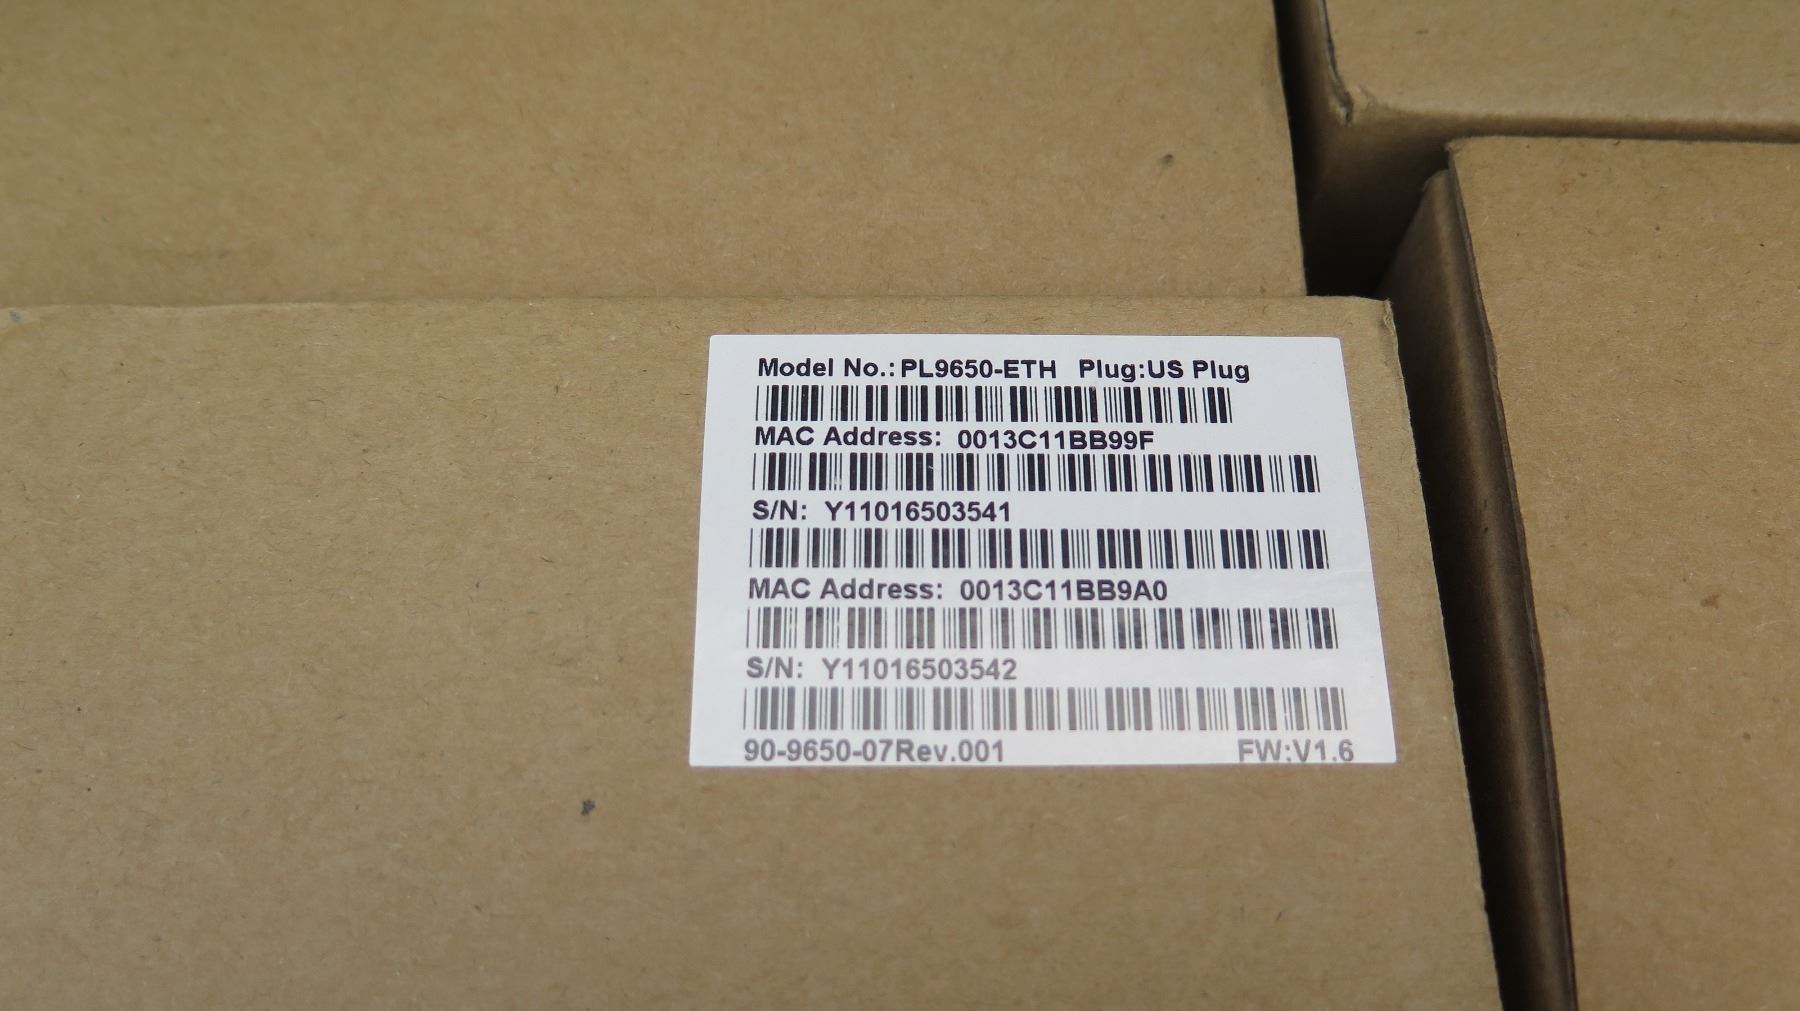 Model No.:PL9650-ETH Plug:US Plug
MAC Address: 0013C11BB99F
S/N: Y11016503541
MAC Address: 0013C11BB9A0
S/N: Y11016503542
90-9650-07Rev.001 FW:V1.6